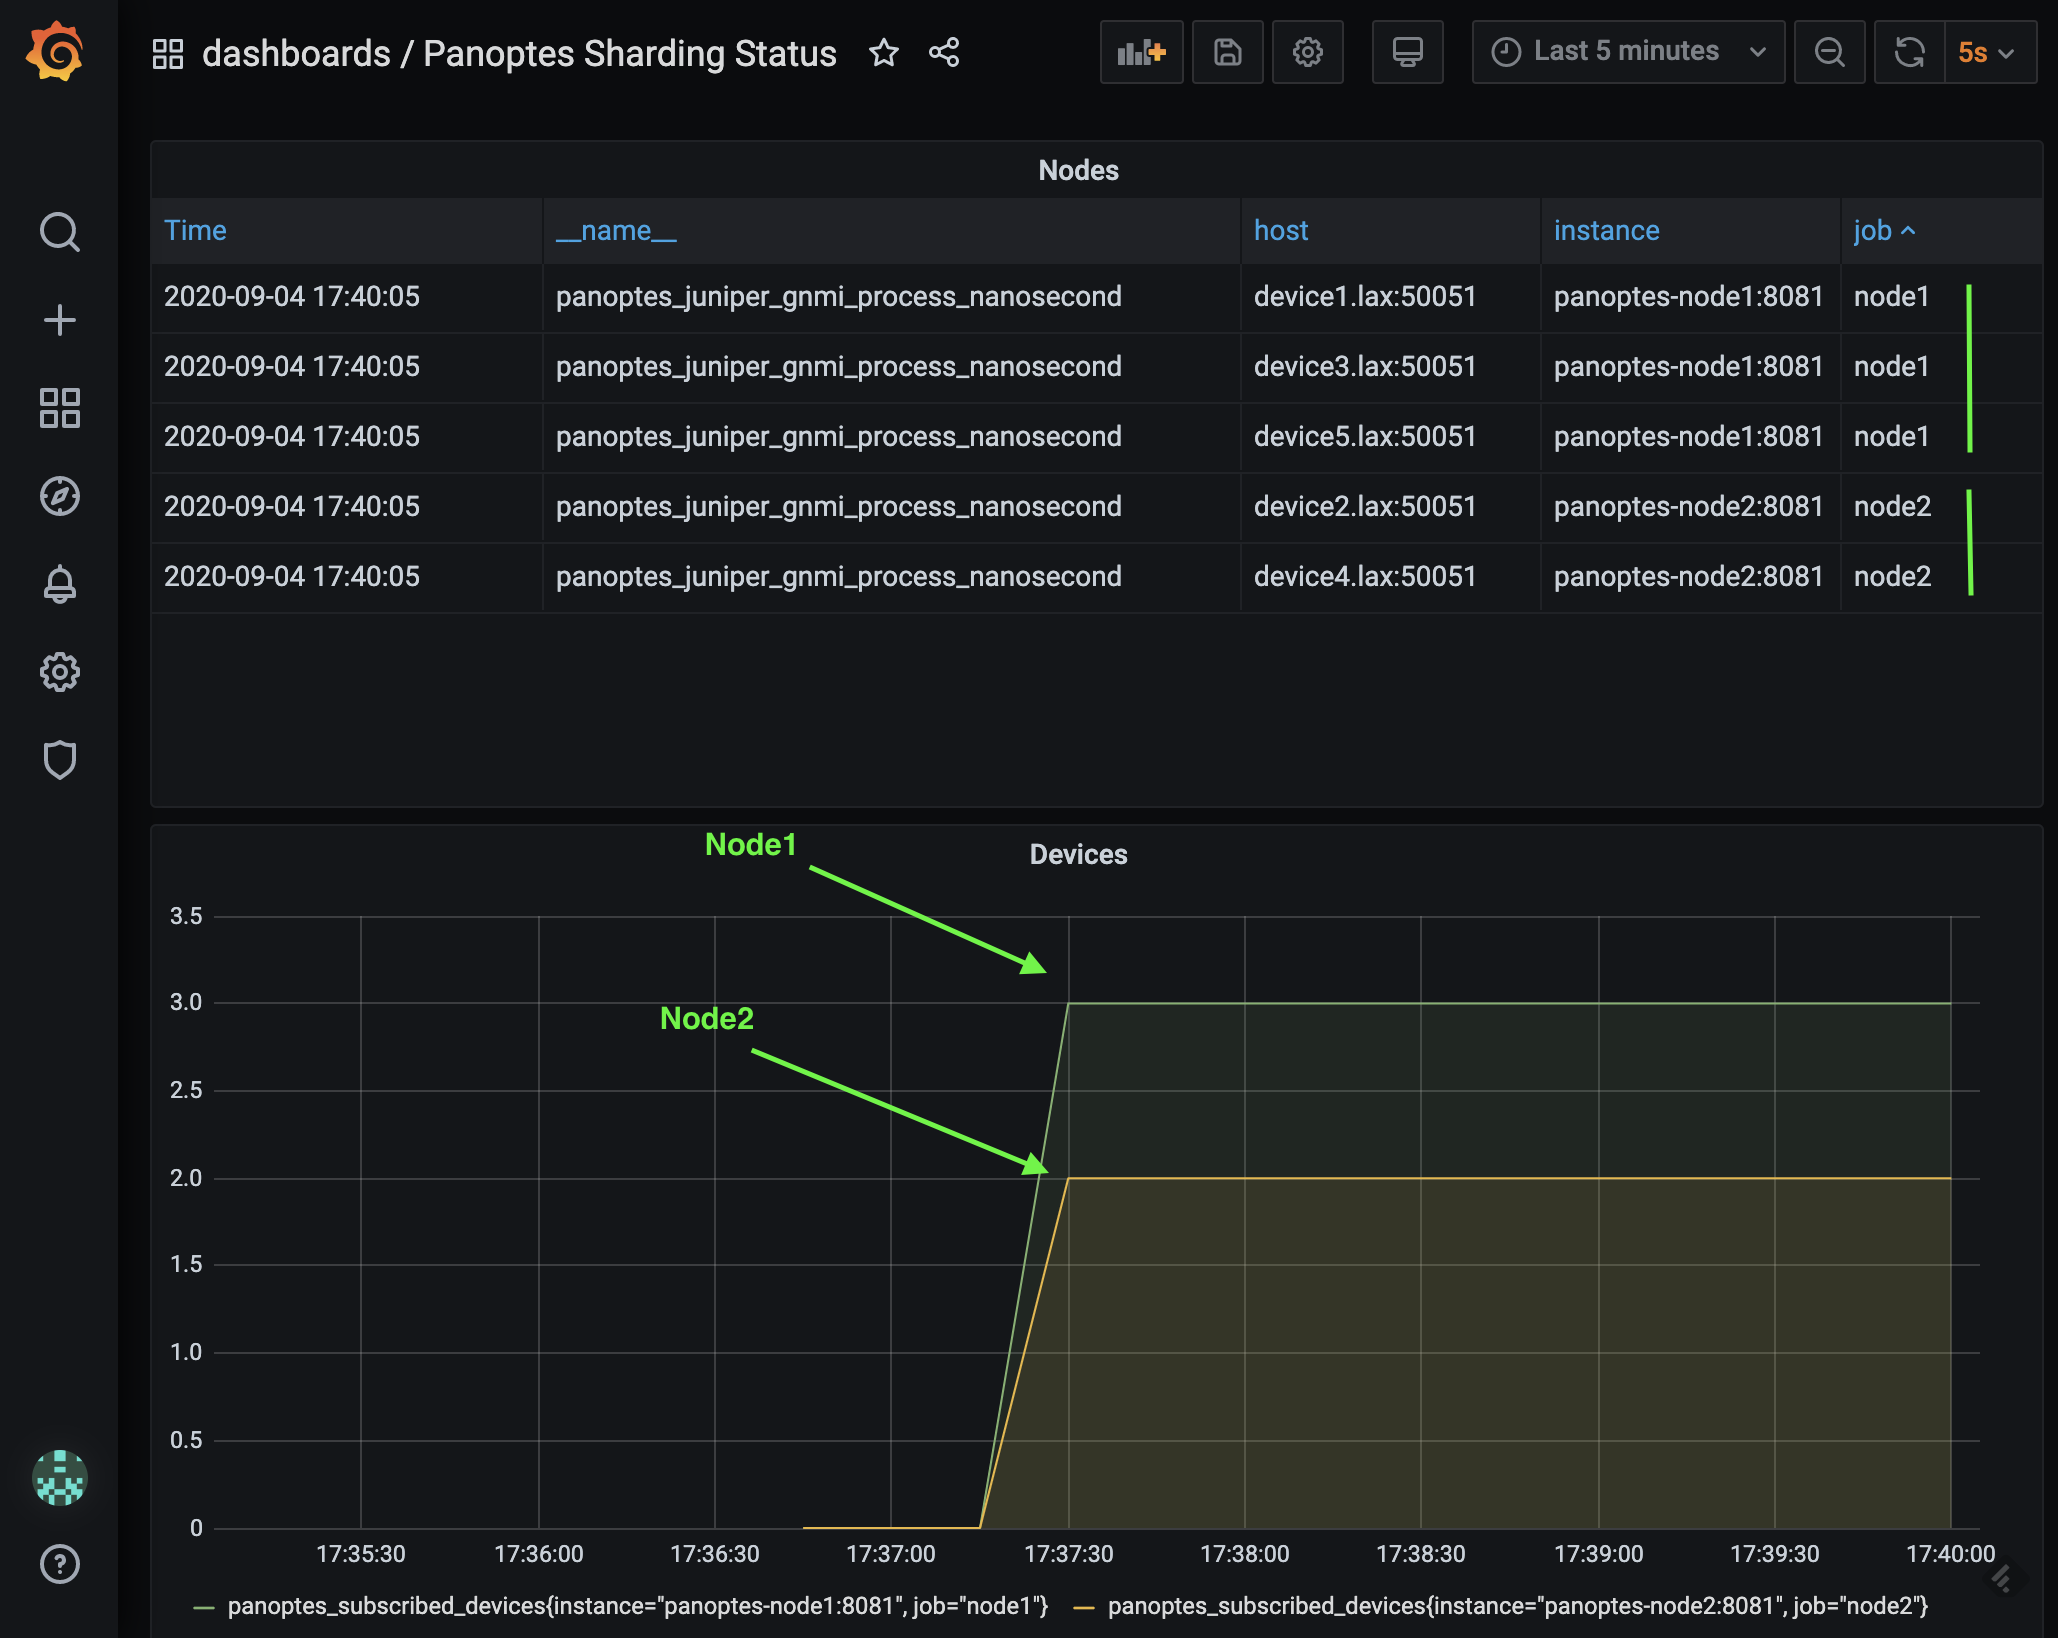 dashboards / Panoptes Sharding Status
Last 5 minutes
5s
Nodes
Time __name__ host instance job
2020-09-04 17:40:05 panoptes_juniper_gnmi_process_nanosecond device1.lax:50051 panoptes-node1:8081 node1
2020-09-04 17:40:05 panoptes_juniper_gnmi_process_nanosecond device3.lax:50051 panoptes-node1:8081 node1
2020-09-04 17:40:05 panoptes_juniper_gnmi_process_nanosecond device5.lax:50051 panoptes-node1:8081 node1
2020-09-04 17:40:05 panoptes_juniper_gnmi_process_nanosecond device2.lax:50051 panoptes-node2:8081 node2
2020-09-04 17:40:05 panoptes_juniper_gnmi_process_nanosecond device4.lax:50051 panoptes-node2:8081 node2
Node1
Devices
3.5
3.0
Node2
2.5
2.0
1.5
1.0
0.5
0
17:35:30 17:36:00 17:36:30 17:37:00 17:37:30 17:38:00 17:38:30 17:39:00 17:39:30 17:40:00
panoptes_subscribed_devices{instance="panoptes-node1:8081", job="node1"} panoptes_subscribed_devices{instance="panoptes-node2:8081", job="node2"}